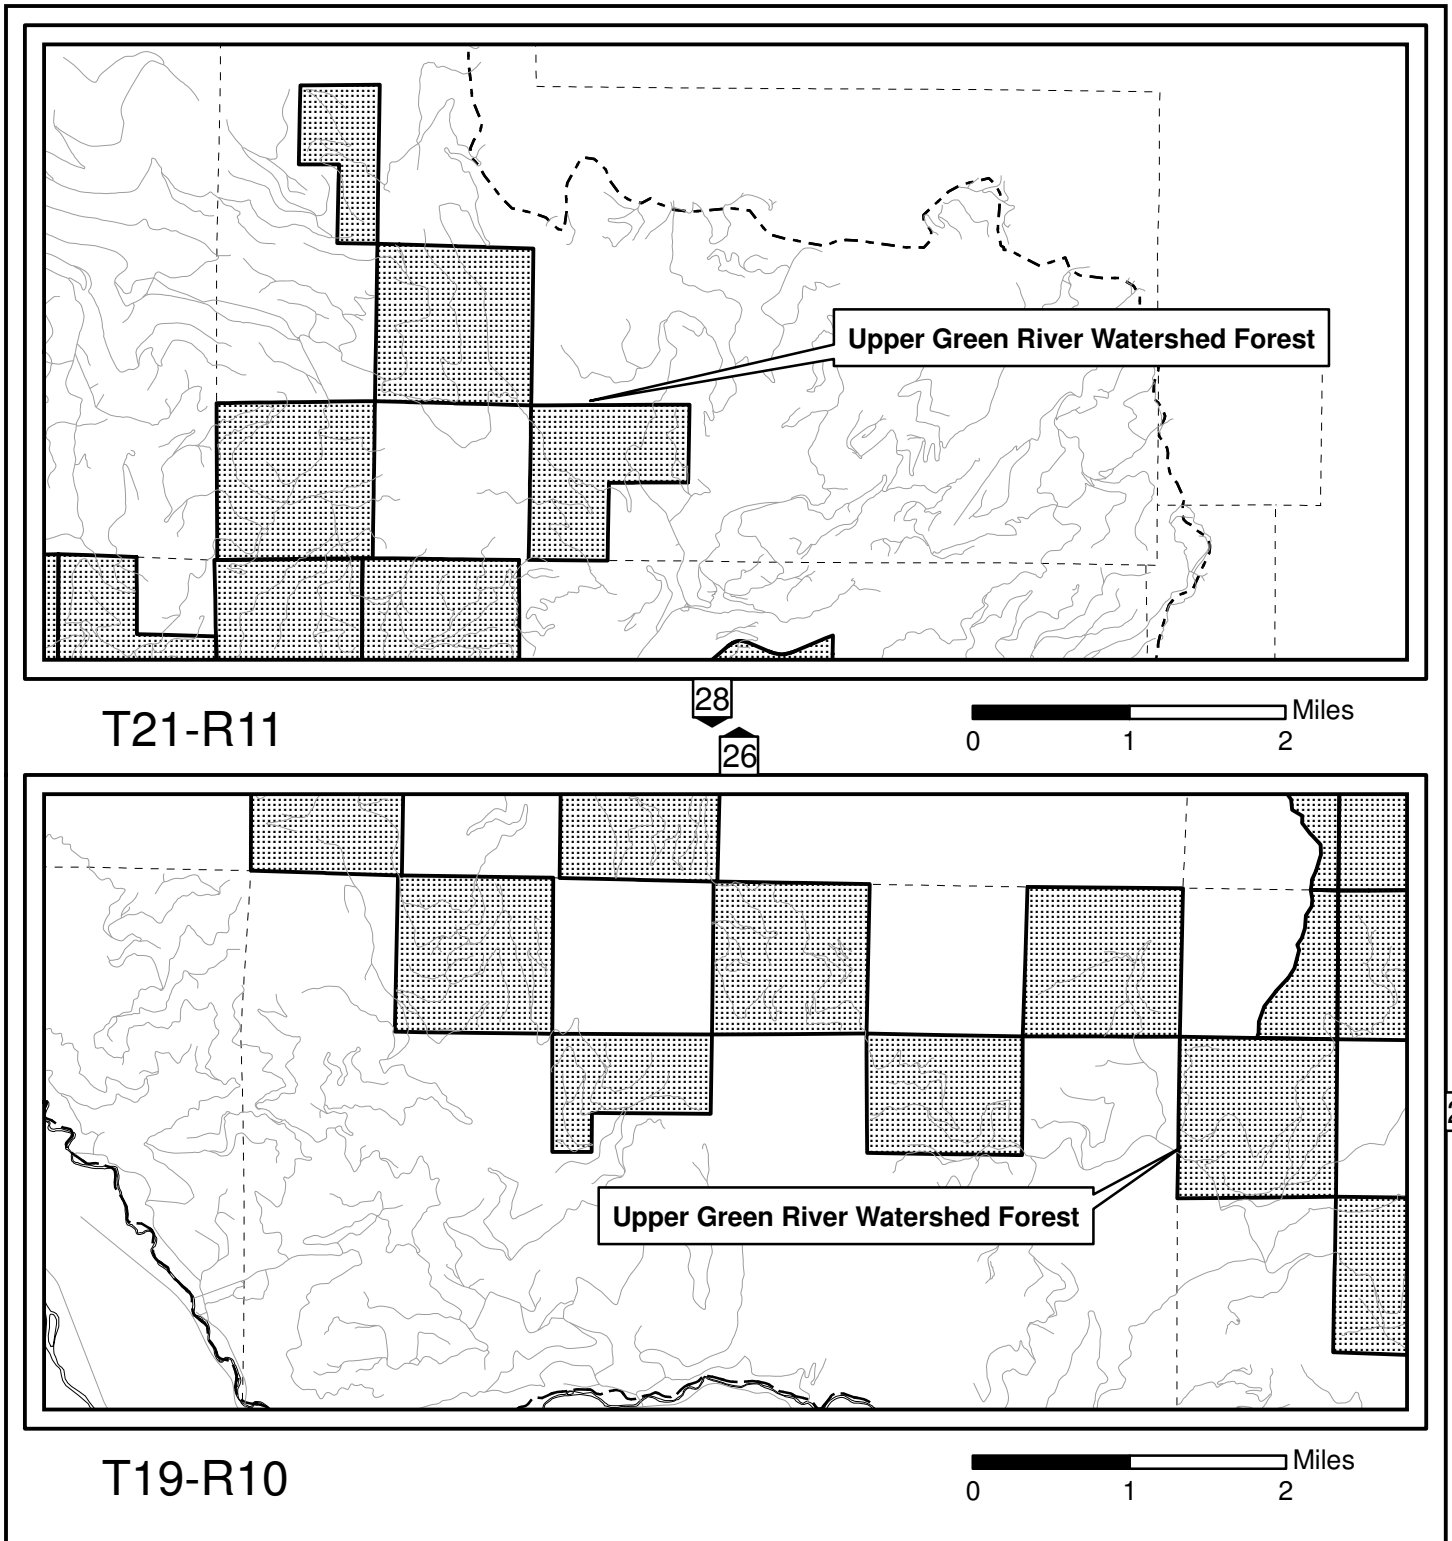 Upper Green River Watershed Forest
T21-R11
28
26
Miles
0 1 2
Upper Green River Watershed Forest
T19-R10
Miles
0 1 2